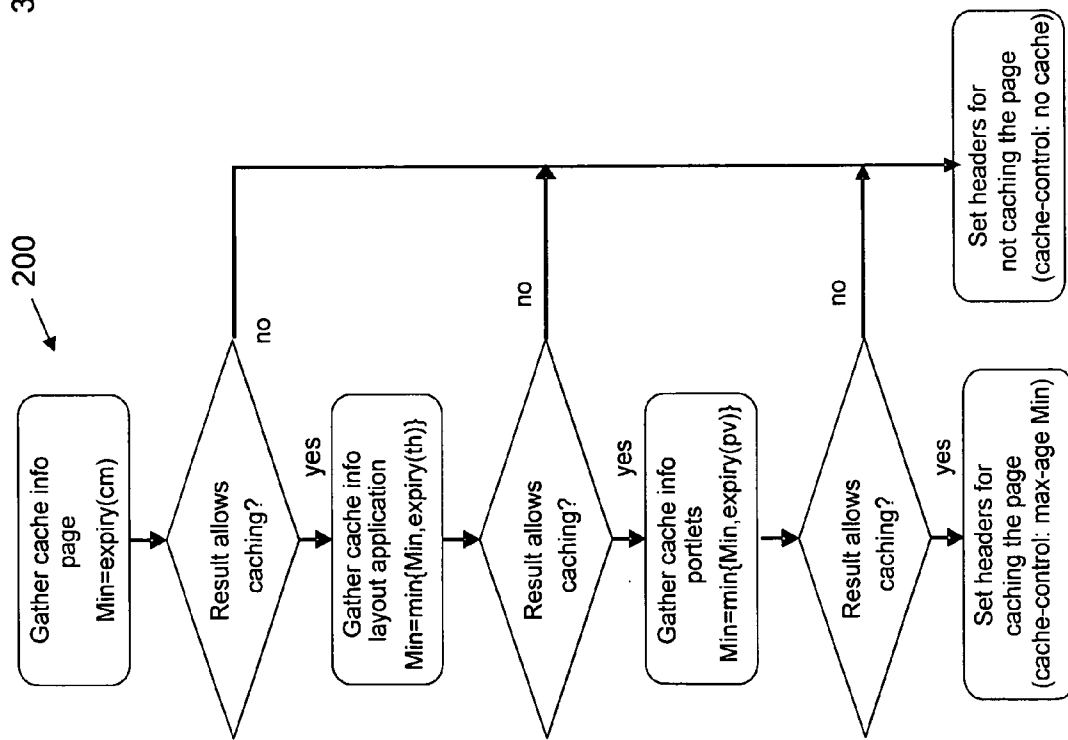 3
200
Gather cache info
page
Min=expiry(cm)
Result allows
caching?
no
yes
Gather cache info
layout application
Min=min{Min,expiry(th)}
Result allows
caching?
no
yes
Gather cache info
portlets
Min=min{Min,expiry(pv)}
Result allows
caching?
no
yes
Set headers for
caching the page
(cache-control: max-age Min)
Set headers for
not caching the page
(cache-control: no cache)